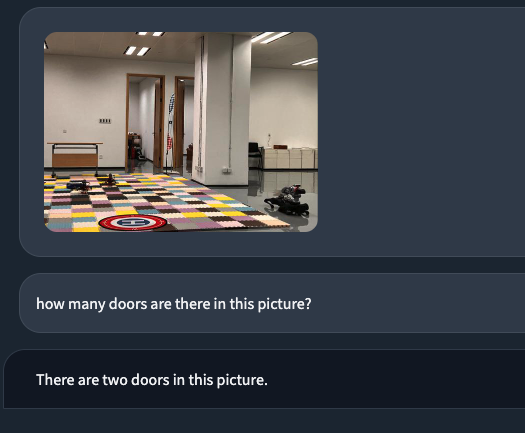 how many doors are there in this picture?
There are two doors in this picture.